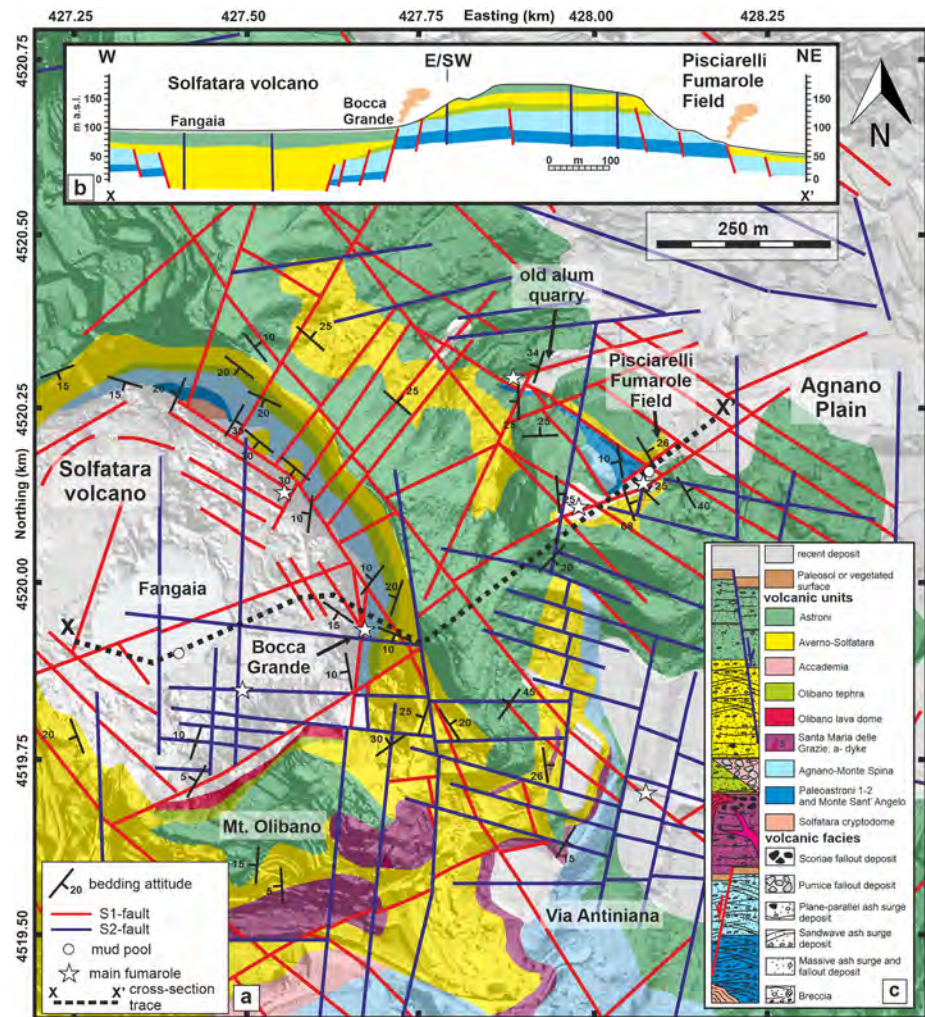 427.25 427.50 427.75 Easting (km) 428.00 428.25
4520.75
4520.50
4520.25
Northing (km)
4520.00
4519.75
4519.50
W
E/SW
NE
Solfatara volcano
Pisciarelli
Fumarole
Field
Bocca
Grande
Fangaia
m a.s.l.
150
100
50
0
150
100
50
0
0 m 100
b
X
X'
N
250 m
old alum
quarry
Pisciarelli
Fumarole
Field
Agnano
Plain
X'
Solfatara
volcano
Fangaia
X
Bocca
Grande
Mt. Olibano
Via Antiniana
15
15
20
20
10
25
20
25
35
30
30
10
34
25
25
10
26
25
40
25
60
20
10
20
15
10
10
45
20
25
30
26
20
10
5
15
5
15
20 bedding attitude
S1-fault
S2-fault
mud pool
main fumarole
X X' cross-section
trace
a
recent deposit
Paleosol or vegetated
surface
volcanic units
Astroni
Averno-Solfatara
Accademia
Olibano tephra
Olibano lava dome
Santa Maria delle
Grazie; a- dyke
Agnano-Monte Spina
Paleoastroni 1-2
and Monte Sant' Angelo
Solfatara cryptodome
volcanic facies
Scoriae fallout deposit
Pumice fallout deposit
Plane-parallel ash surge
deposit
Sandwave ash surge
deposit
Massive ash surge and
fallout deposit
Breccia
c